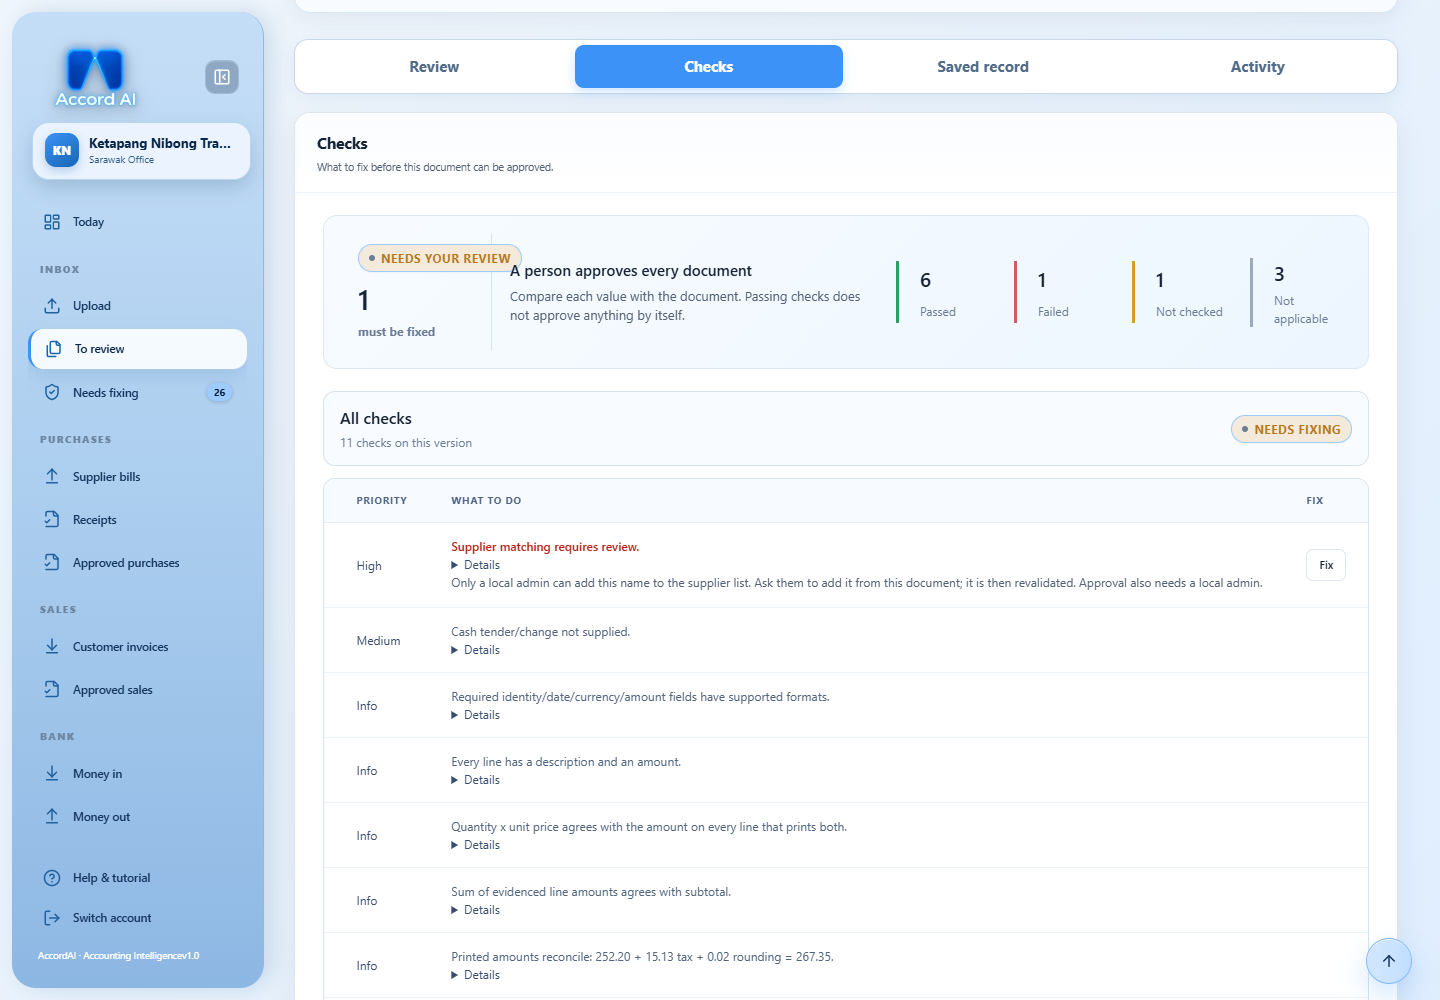 Accord AI
KN
Ketapang Nibong Tra...
Sarawak Office
Today
INBOX
Upload
To review
Needs fixing
26
PURCHASES
Supplier bills
Receipts
Approved purchases
SALES
Customer invoices
Approved sales
BANK
Money in
Money out
Help & tutorial
Switch account
AccordAI · Accounting Intelligencev1.0
Review
Checks
Saved record
Activity
Checks
What to fix before this document can be approved.
NEEDS YOUR REVIEW
1
must be fixed
A person approves every document
Compare each value with the document. Passing checks does
not approve anything by itself.
6
Passed
1
Failed
1
Not checked
3
Not
applicable
All checks
11 checks on this version
NEEDS FIXING
PRIORITY
WHAT TO DO
FIX
High
Supplier matching requires review.
Details
Only a local admin can add this name to the supplier list. Ask them to add it from this document; it is then revalidated. Approval also needs a local admin.
Fix
Medium
Cash tender/change not supplied.
Details
Info
Required identity/date/currency/amount fields have supported formats.
Details
Info
Every line has a description and an amount.
Details
Info
Quantity x unit price agrees with the amount on every line that prints both.
Details
Info
Sum of evidenced line amounts agrees with subtotal.
Details
Info
Printed amounts reconcile: 252.20 + 15.13 tax + 0.02 rounding = 267.35.
Details